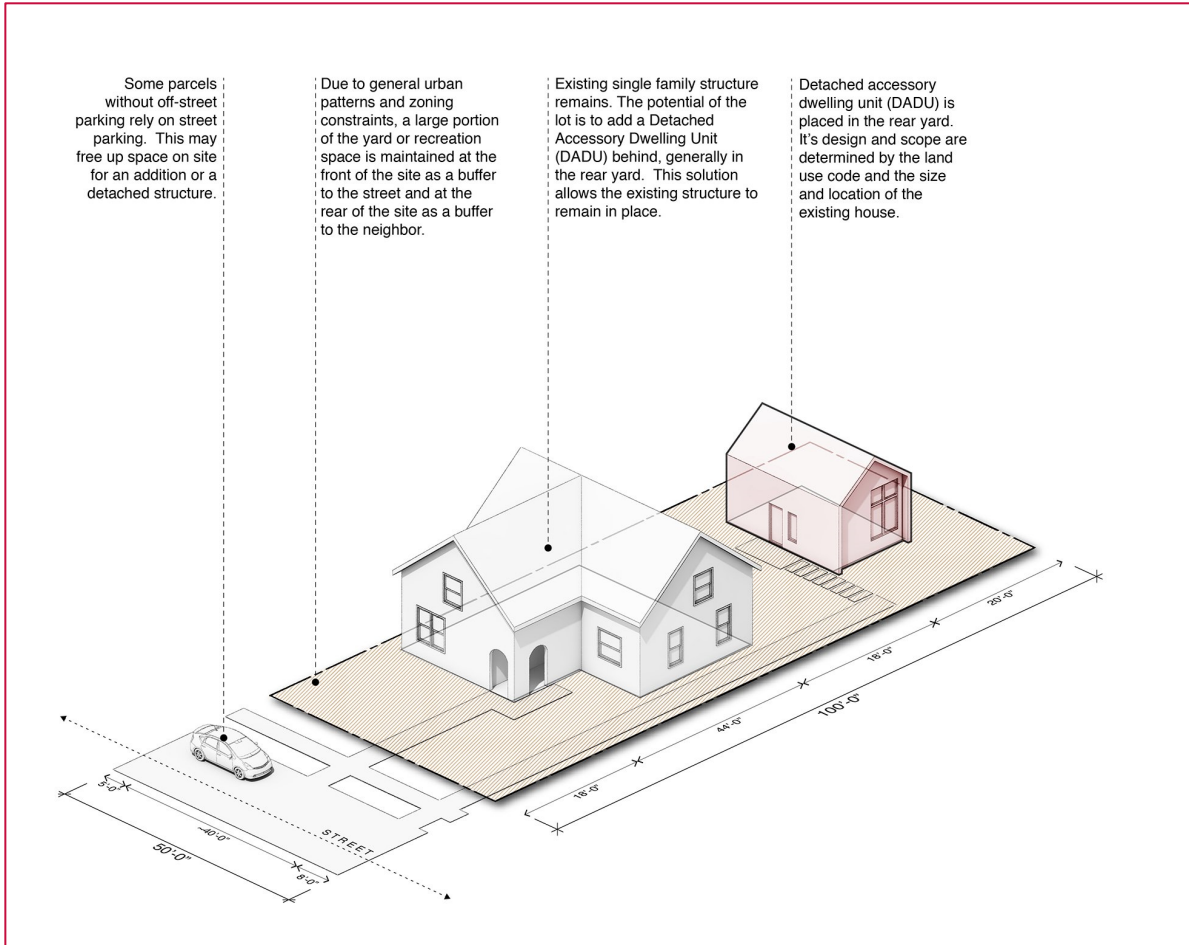 Some parcels
without off-street
parking rely on street
parking.  This may
free up space on site
for an addition or a
detached structure.
Due to general urban
patterns and zoning
constraints, a large portion
of the yard or recreation
space is maintained at the
front of the site as a buffer
to the street and at the
rear of the site as a buffer
to the neighbor.
Existing single family structure
remains. The potential of the
lot is to add a Detached
Accessory Dwelling Unit
(DADU) behind, generally in
the rear yard.  This solution
allows the existing structure to
remain in place.
Detached accessory
dwelling unit (DADU) is
placed in the rear yard.
It's design and scope are
determined by the land
use code and the size
and location of the
existing house.
20'-0"
18'-0"
100'-0"
44'-0"
18'-0"
5'-0"
~40'-0"
STREET
50'-0"
8'-0"